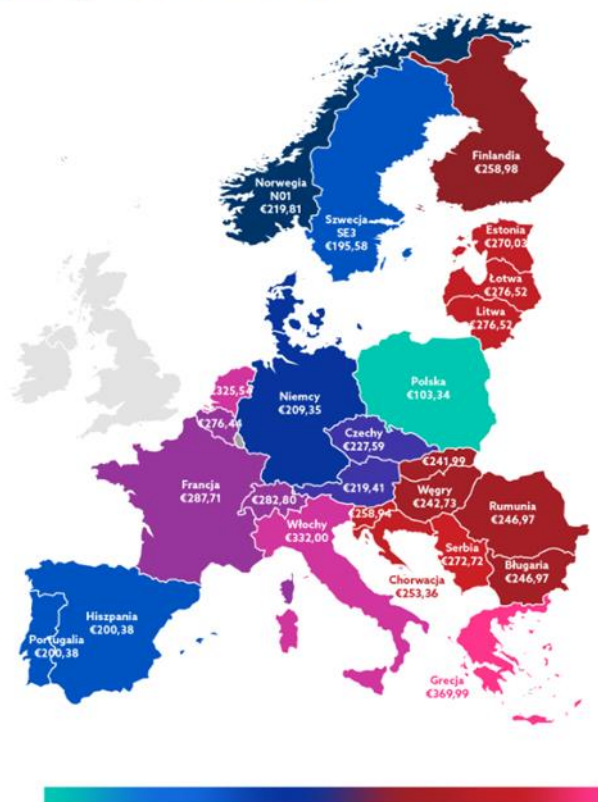 Finlandia
€258,98
Norwegia
N01
€219,81
Szwecja
SE3
€195,58
Estonia
€270,03
Łotwa
€276,52
Litwa
€276,52
€325,54
Niemcy
€209,35
Polska
€103,34
€276,44
Czechy
€227,59
€241,99
Francja
€287,71
€282,80
€219,41
Węgry
€242,73
€258,94
Rumunia
€246,97
Włochy
€332,00
Serbia
€272,72
Bługaria
€246,97
Chorwacja
€253,36
Hiszpania
€200,38
Portugalia
€200,38
Grecja
€369,99